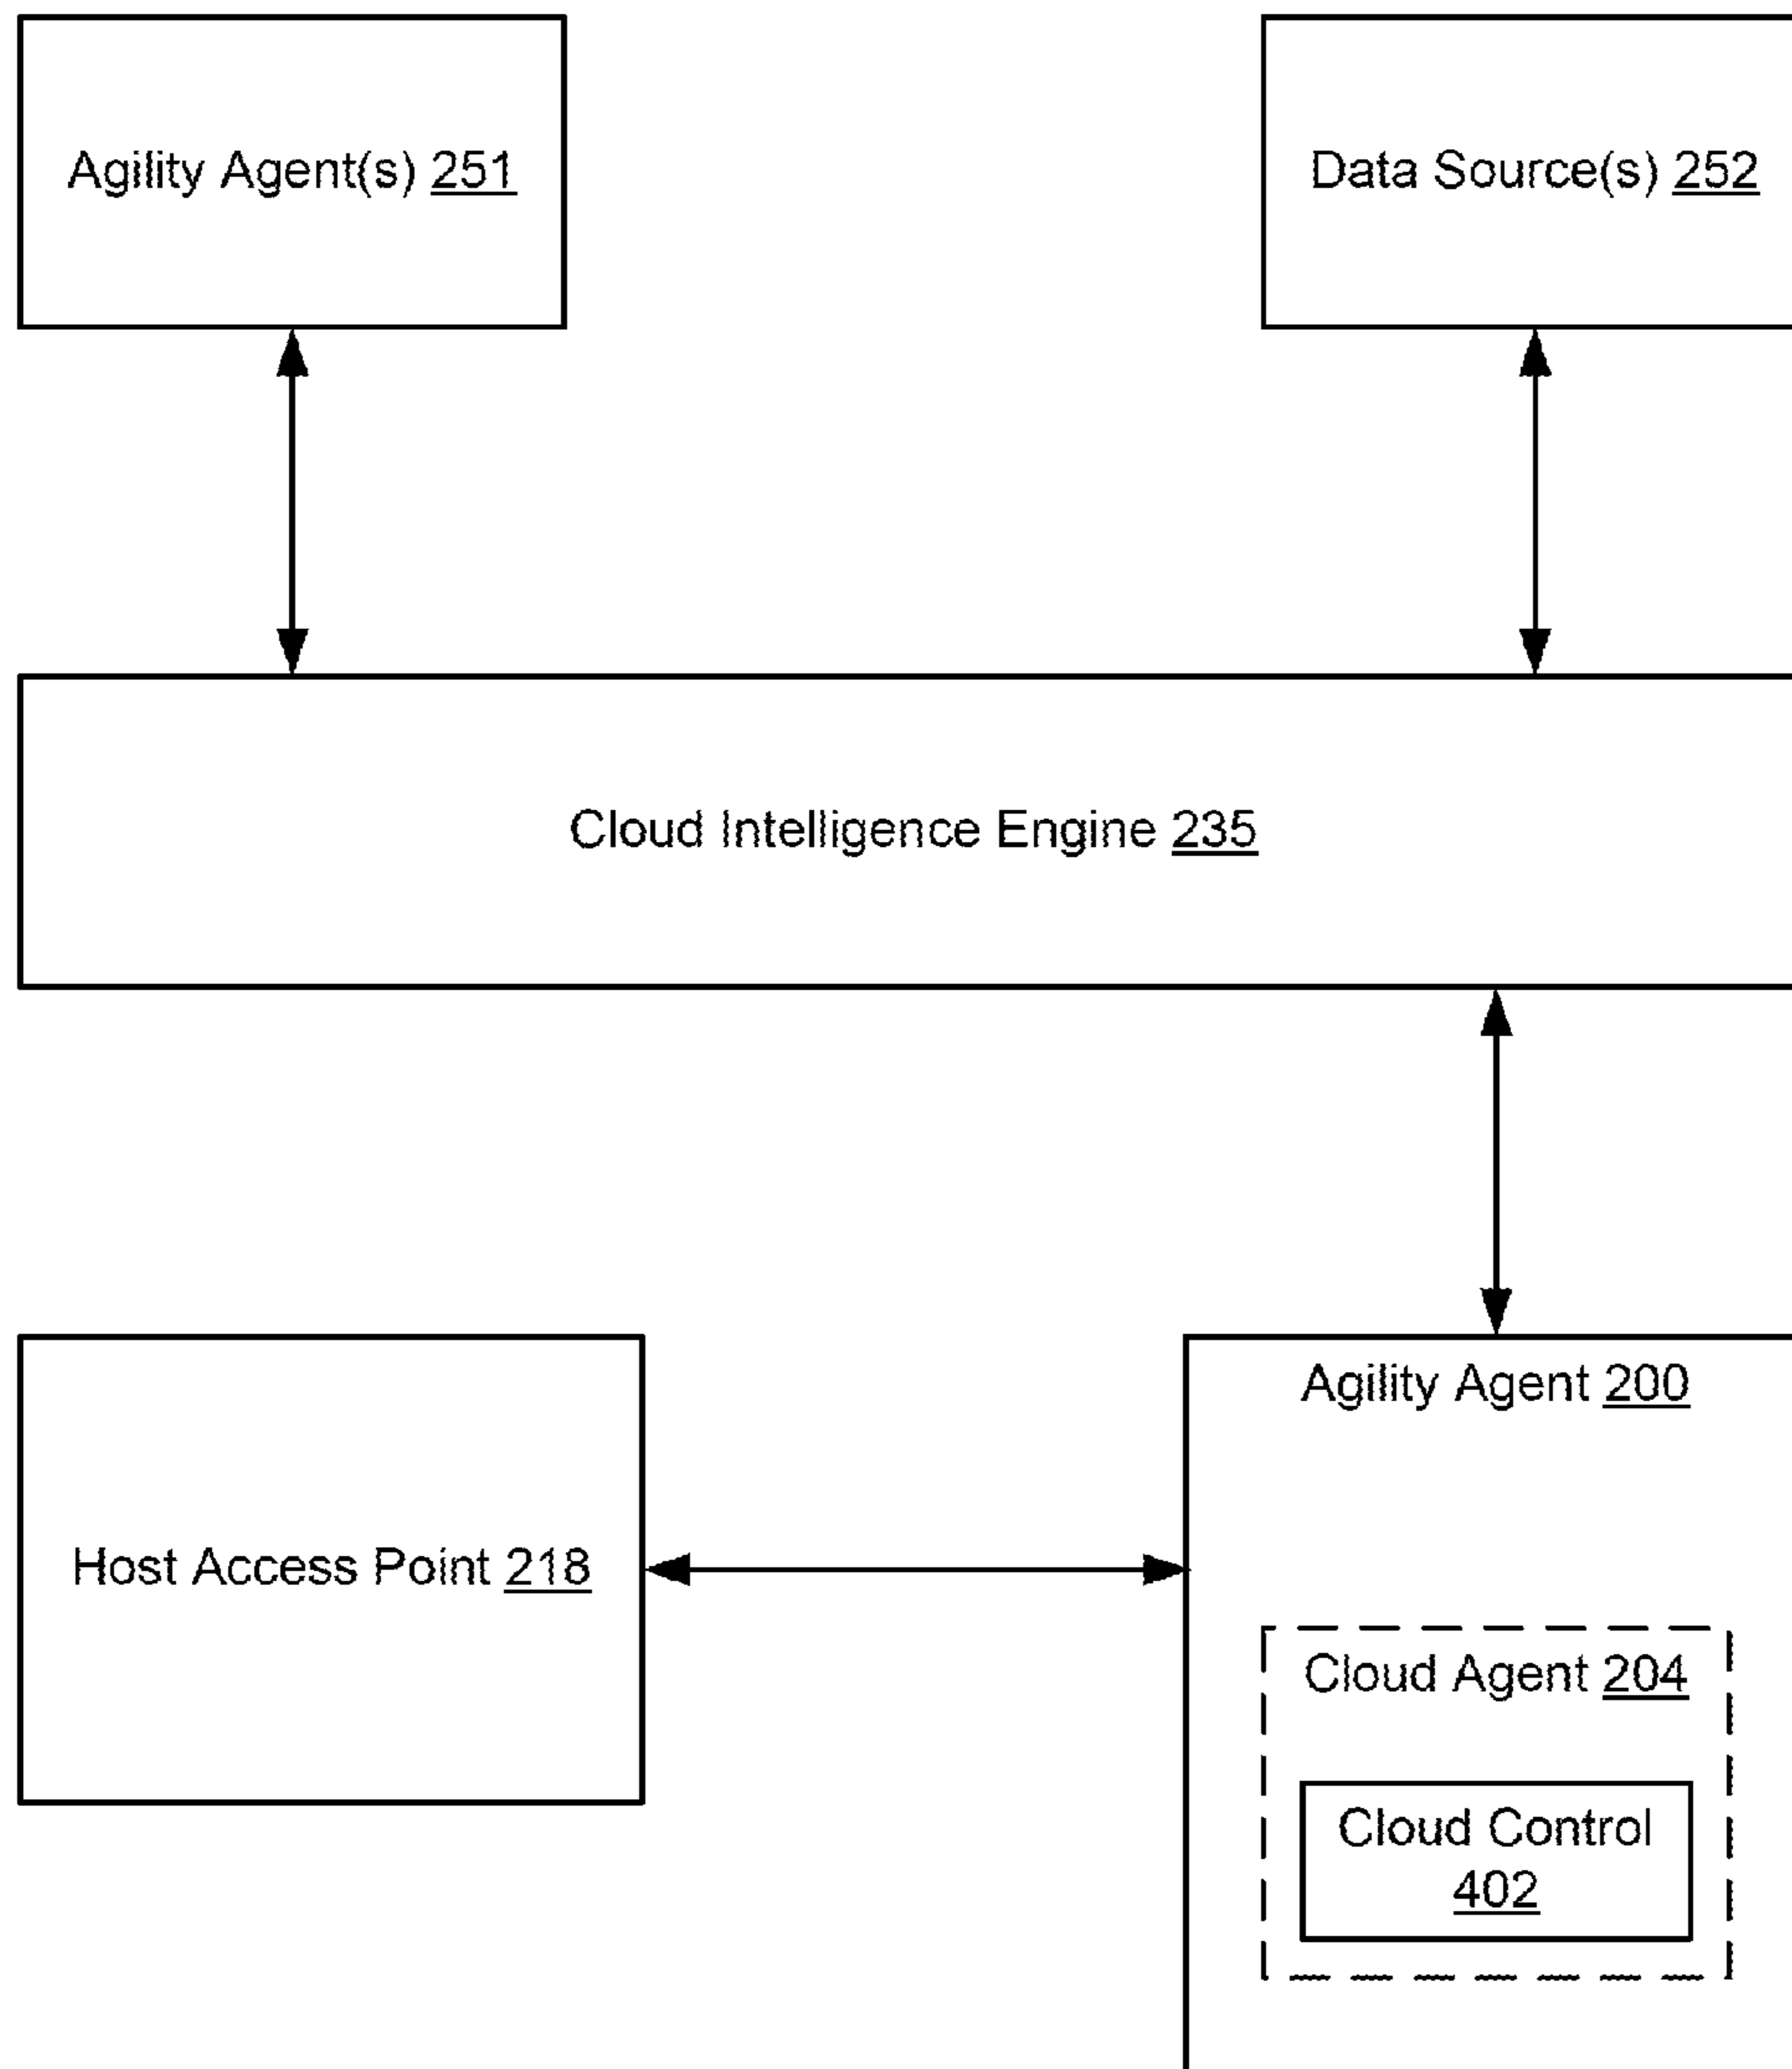 Agility Agent(s) 251
Data Source(s) 252
Cloud Intelligence Engine 235
Agility Agent 200
Host Access Point 218
Cloud Agent 204
Cloud Control
402